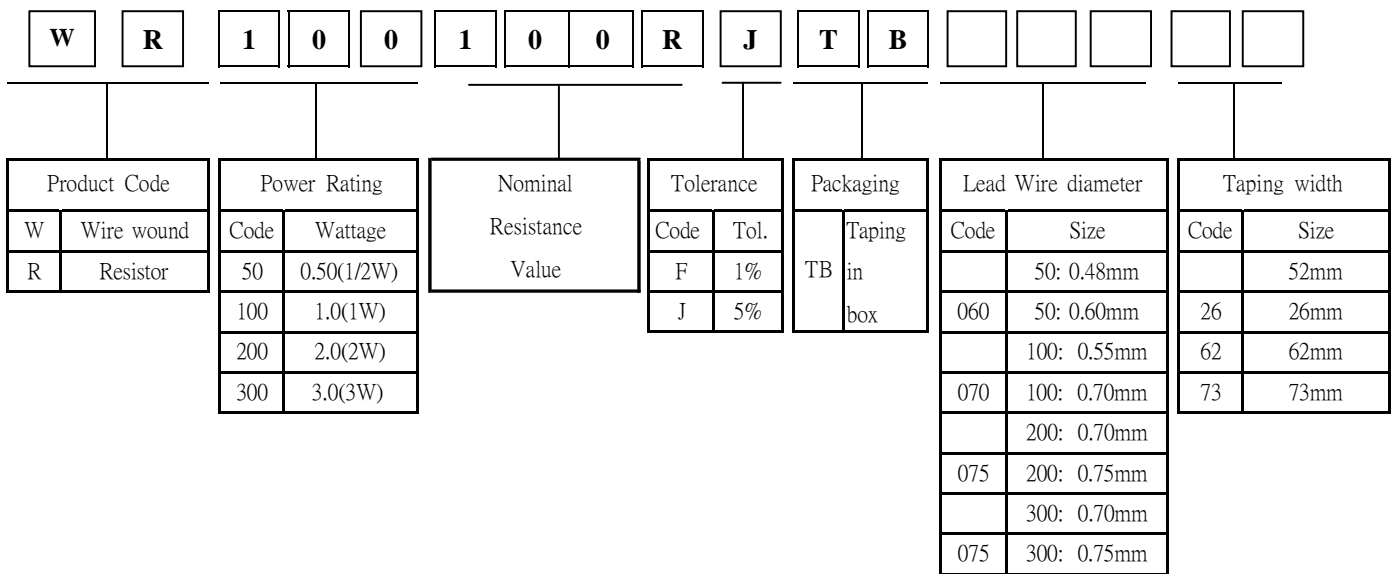 W R 1 0 0 1 0 0 R J T B
Product Code
W Wire wound
R Resistor
Power Rating
Code Wattage
50 0.50(1/2W)
100 1.0(1W)
200 2.0(2W)
300 3.0(3W)
Nominal
Resistance
Value
Tolerance
Code Tol.
F 1%
J 5%
Packaging
TB Taping
in
box
Lead Wire diameter
Code Size
50: 0.48mm
060 50: 0.60mm
100: 0.55mm
070 100: 0.70mm
200: 0.70mm
075 200: 0.75mm
300: 0.70mm
075 300: 0.75mm
Taping width
Code Size
52mm
26 26mm
62 62mm
73 73mm